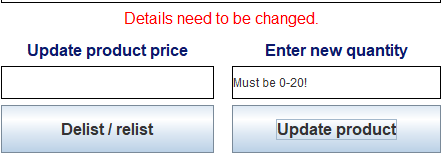 Details need to be changed.
Update product price
Enter new quantity
Must be 0-20!
Delist / relist
Update product